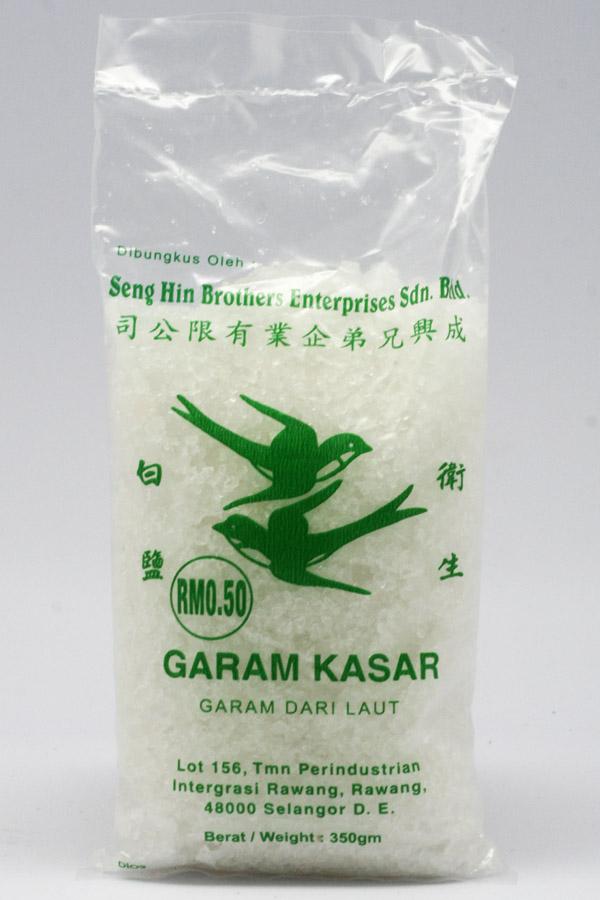 Dibungkus Oleh :
Seng Hin Brothers Enterprises Sdn. Bhd.
司公限有業企弟兄興成
衛生
白鹽
RM0.50
GARAM KASAR
GARAM DARI LAUT
Lot 156, Tmn Perindustrian
Intergrasi Rawang, Rawang,
48000 Selangor D. E.
Berat / Weight : 350gm